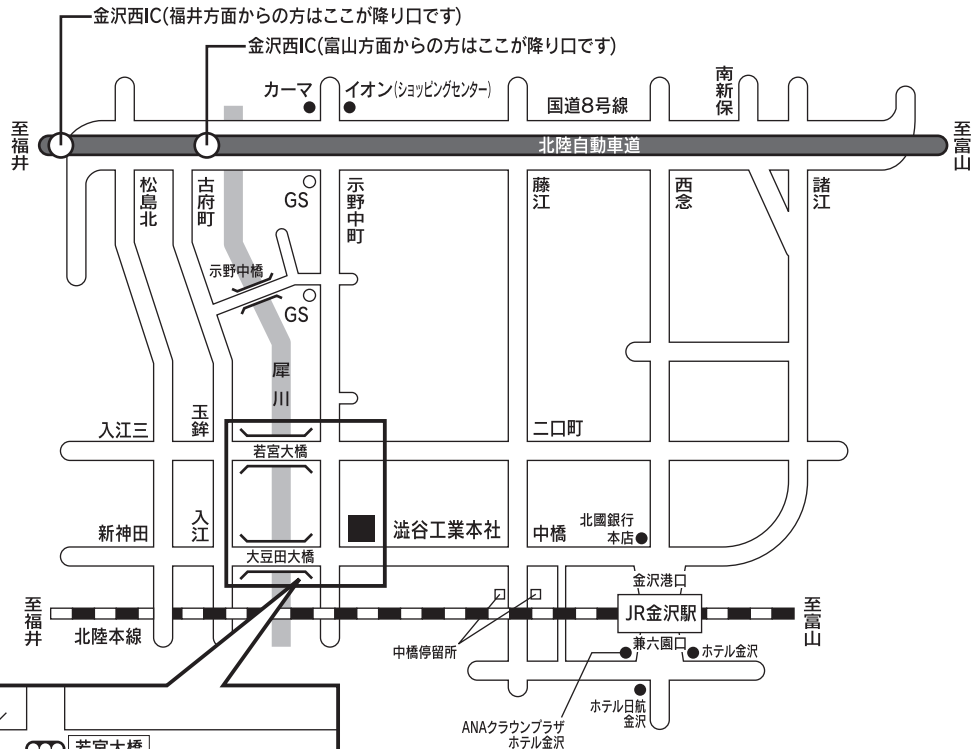 金沢西IC(福井方面からの方はここが降り口です)
金沢西IC(富山方面からの方はここが降り口です)
カーマ
イオン(ショッピングセンター)
国道8号線
南新保
至福井
北陸自動車道
至富山
松島北
古府町
GS
示野中町
藤江
西念
諸江
示野中橋
GS
犀川
入江三
玉鉾
若宮大橋
二口町
新神田
入江
大豆田大橋
澁谷工業本社
中橋
北國銀行
本店
金沢港口
至福井
北陸本線
中橋停留所
JR金沢駅
至富山
兼六園口
ホテル金沢
ANAクラウンプラザ
ホテル金沢
ホテル日航
金沢
若宮大橋